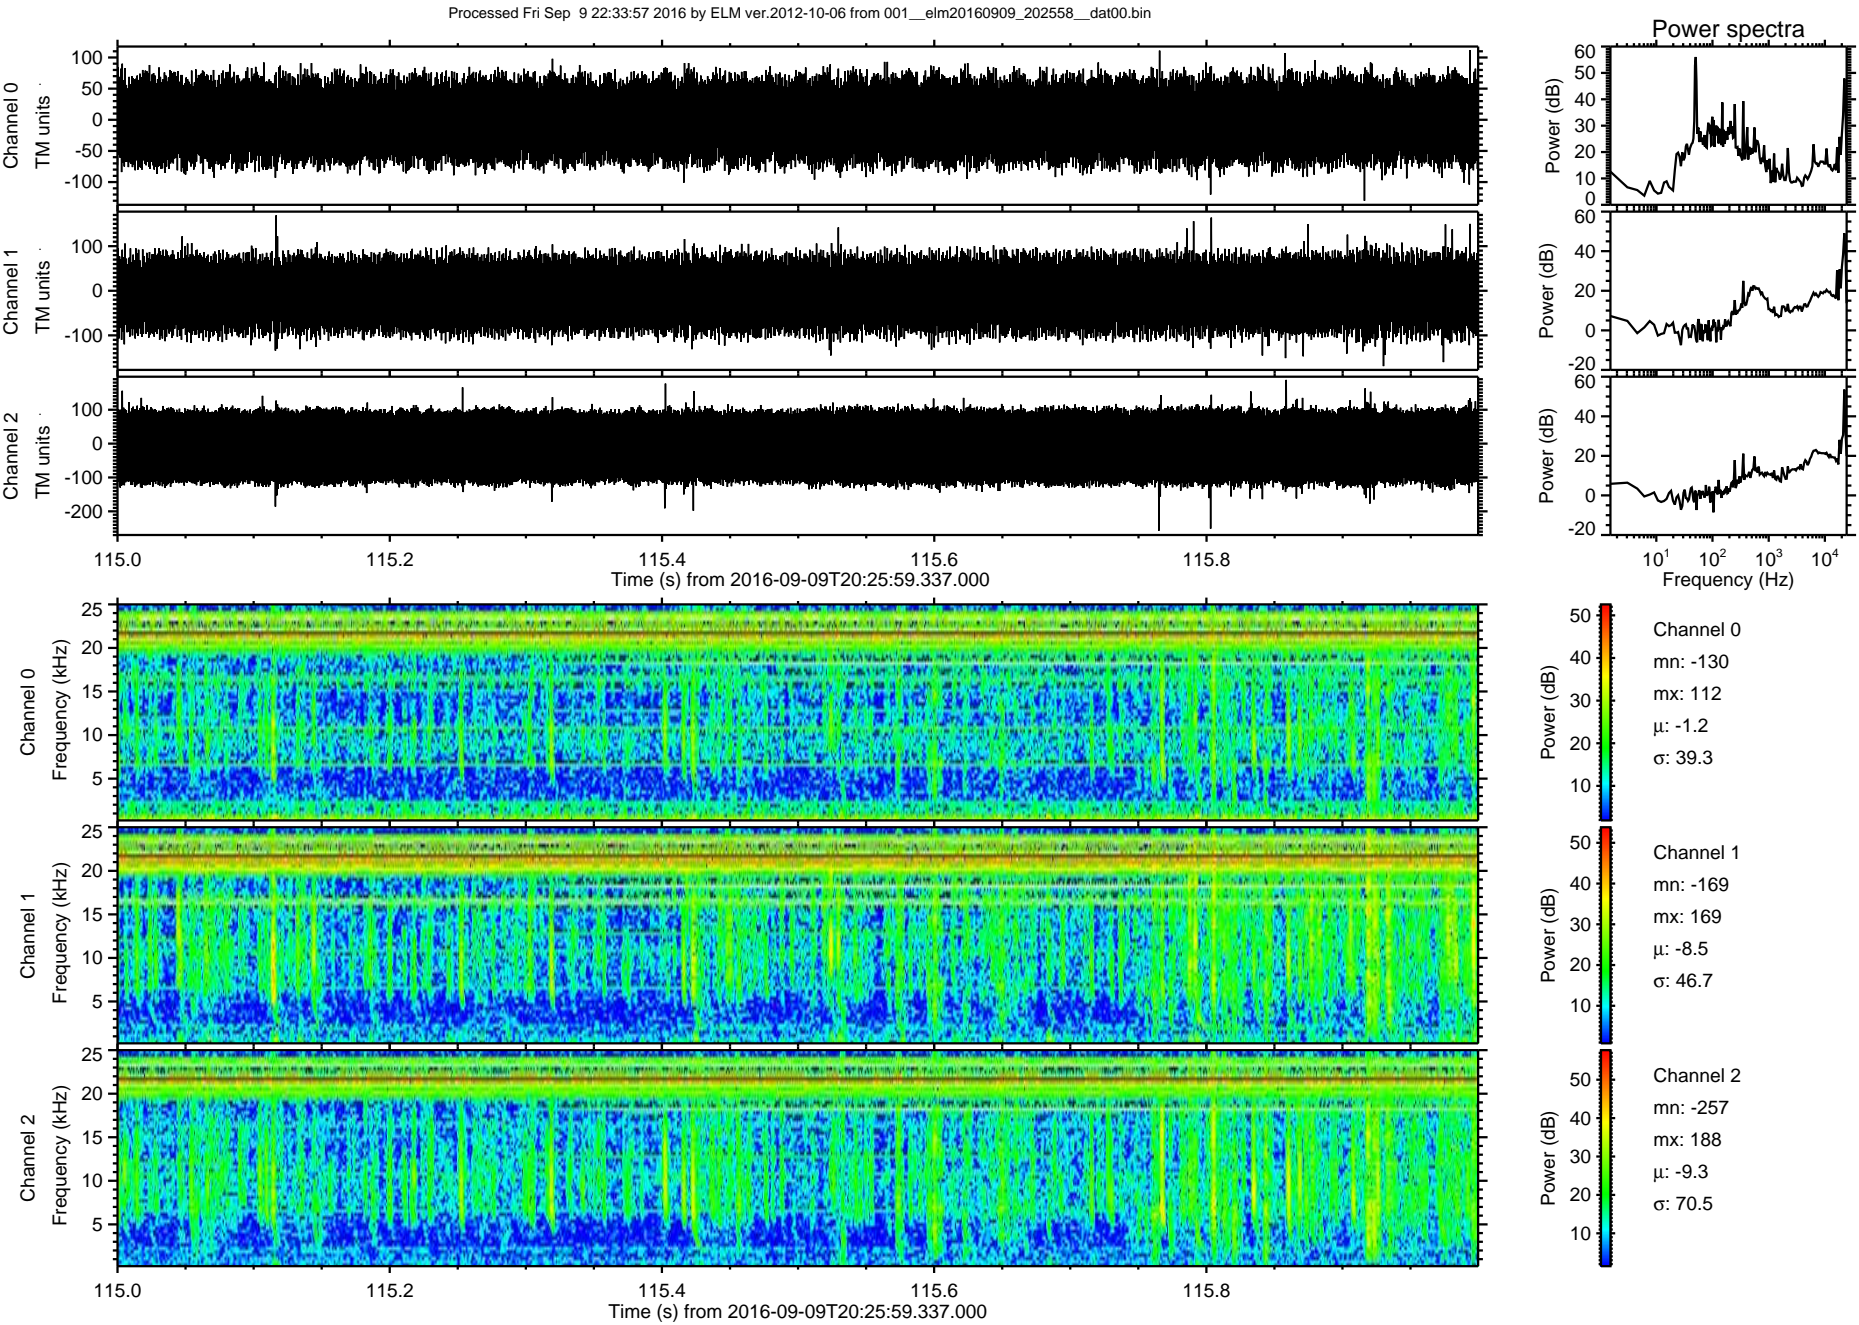 Processed Fri Sep  9 22:33:57 2016 by ELM ver.2012-10-06 from 001__elm20160909_202558__dat00.bin
Power spectra
Channel 0
TM units
100
50
0
-50
-100
Power (dB)
60
50
40
30
20
10
0
Channel 1
TM units
100
0
-100
Power (dB)
60
40
20
0
-20
Channel 2
TM units
100
0
-100
-200
Power (dB)
60
40
20
0
-20
115.0 115.2 115.4 115.6 115.8
Time (s) from 2016-09-09T20:25:59.337.000
10¹ 10² 10³ 10⁴
Frequency (Hz)
Channel 0
Frequency (kHz)
25
20
15
10
5
Power (dB)
50
40
30
20
10
Channel 0
mn: -130
mx: 112
μ: -1.2
σ: 39.3
Channel 1
Frequency (kHz)
25
20
15
10
5
Power (dB)
50
40
30
20
10
Channel 1
mn: -169
mx: 169
μ: -8.5
σ: 46.7
Channel 2
Frequency (kHz)
25
20
15
10
5
Power (dB)
50
40
30
20
10
Channel 2
mn: -257
mx: 188
μ: -9.3
σ: 70.5
115.0 115.2 115.4 115.6 115.8
Time (s) from 2016-09-09T20:25:59.337.000